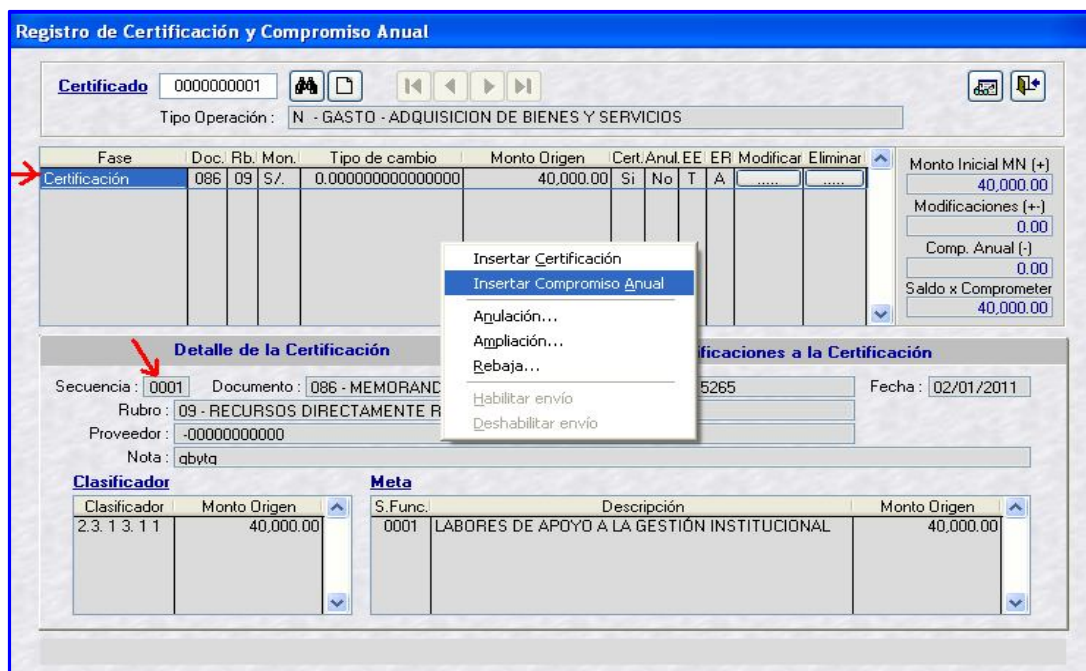 Registro de Certificación y Compromiso Anual
Certificado 0000000001
Tipo Operación : N - GASTO - ADQUISICION DE BIENES Y SERVICIOS
Fase Doc. Rb. Mon. Tipo de cambio Monto Origen Cert. Anul. EE ER Modificar Eliminar
Certificación 086 09 S/. 0.000000000000000 40,000.00 Si No T A ..... .....
Monto Inicial MN (+)
40,000.00
Modificaciones (+-)
0.00
Comp. Anual (-)
0.00
Saldo x Comprometer
40,000.00
Insertar Certificación
Insertar Compromiso Anual
Anulación...
Ampliación...
Rebaja...
Habilitar envío
Deshabilitar envío
Detalle de la Certificación ificaciones a la Certificación
Secuencia : 0001 Documento : 086 - MEMORAND 5265 Fecha : 02/01/2011
Rubro : 09 - RECURSOS DIRECTAMENTE R
Proveedor : -00000000000
Nota : qbytq
Clasificador Meta
Clasificador Monto Origen S.Func. Descripción Monto Origen
2.3. 1 3. 1 1 40,000.00 0001 LABORES DE APOYO A LA GESTIÓN INSTITUCIONAL 40,000.00